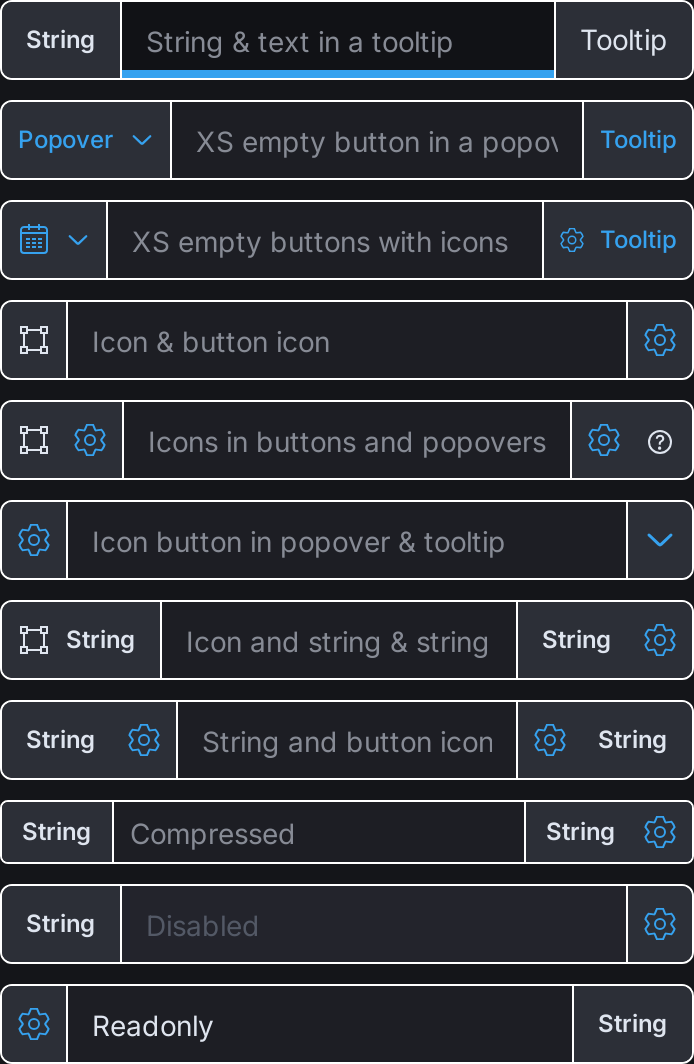 String String & text in a tooltip Tooltip
Popover XS empty button in a popov Tooltip
XS empty buttons with icons Tooltip
Icon & button icon
Icons in buttons and popovers
Icon button in popover & tooltip
String Icon and string & string String
String String and button icon String
String Compressed String
String Disabled
Readonly String